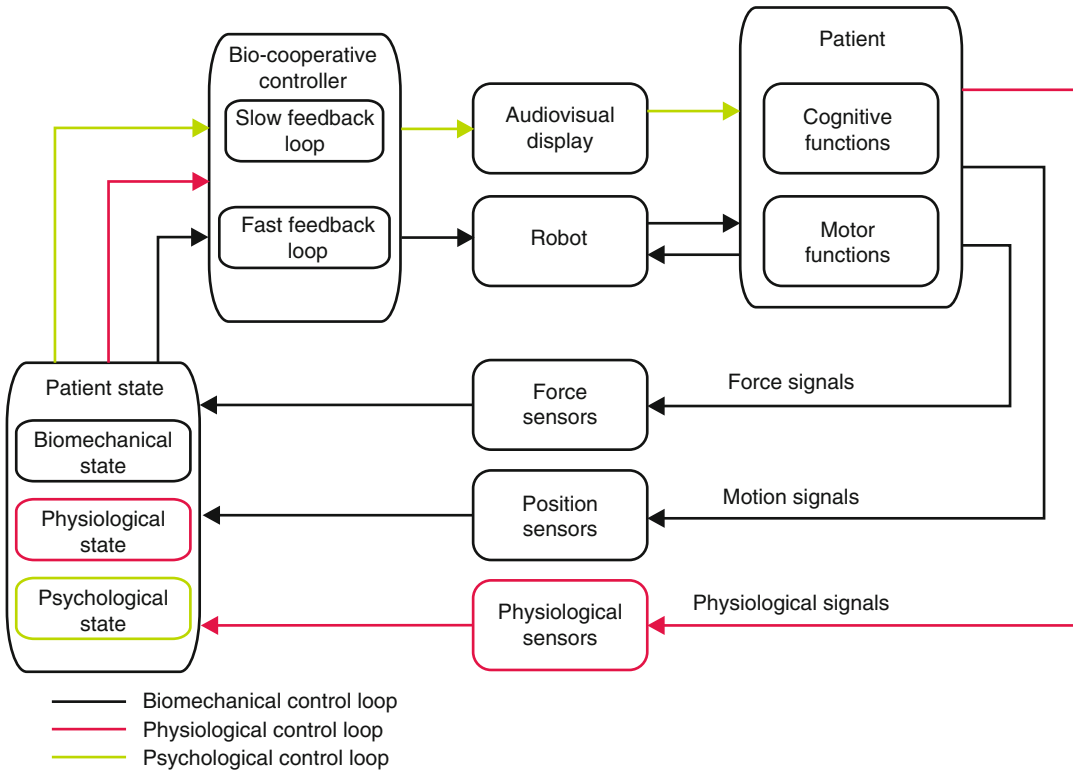 Bio-cooperative
controller
Slow feedback
loop
Fast feedback
loop
Audiovisual
display
Robot
Patient
Cognitive
functions
Motor
functions
Patient state
Biomechanical
state
Physiological
state
Psychological
state
Force
sensors
Force signals
Position
sensors
Motion signals
Physiological
sensors
Physiological signals
Biomechanical control loop
Physiological control loop
Psychological control loop